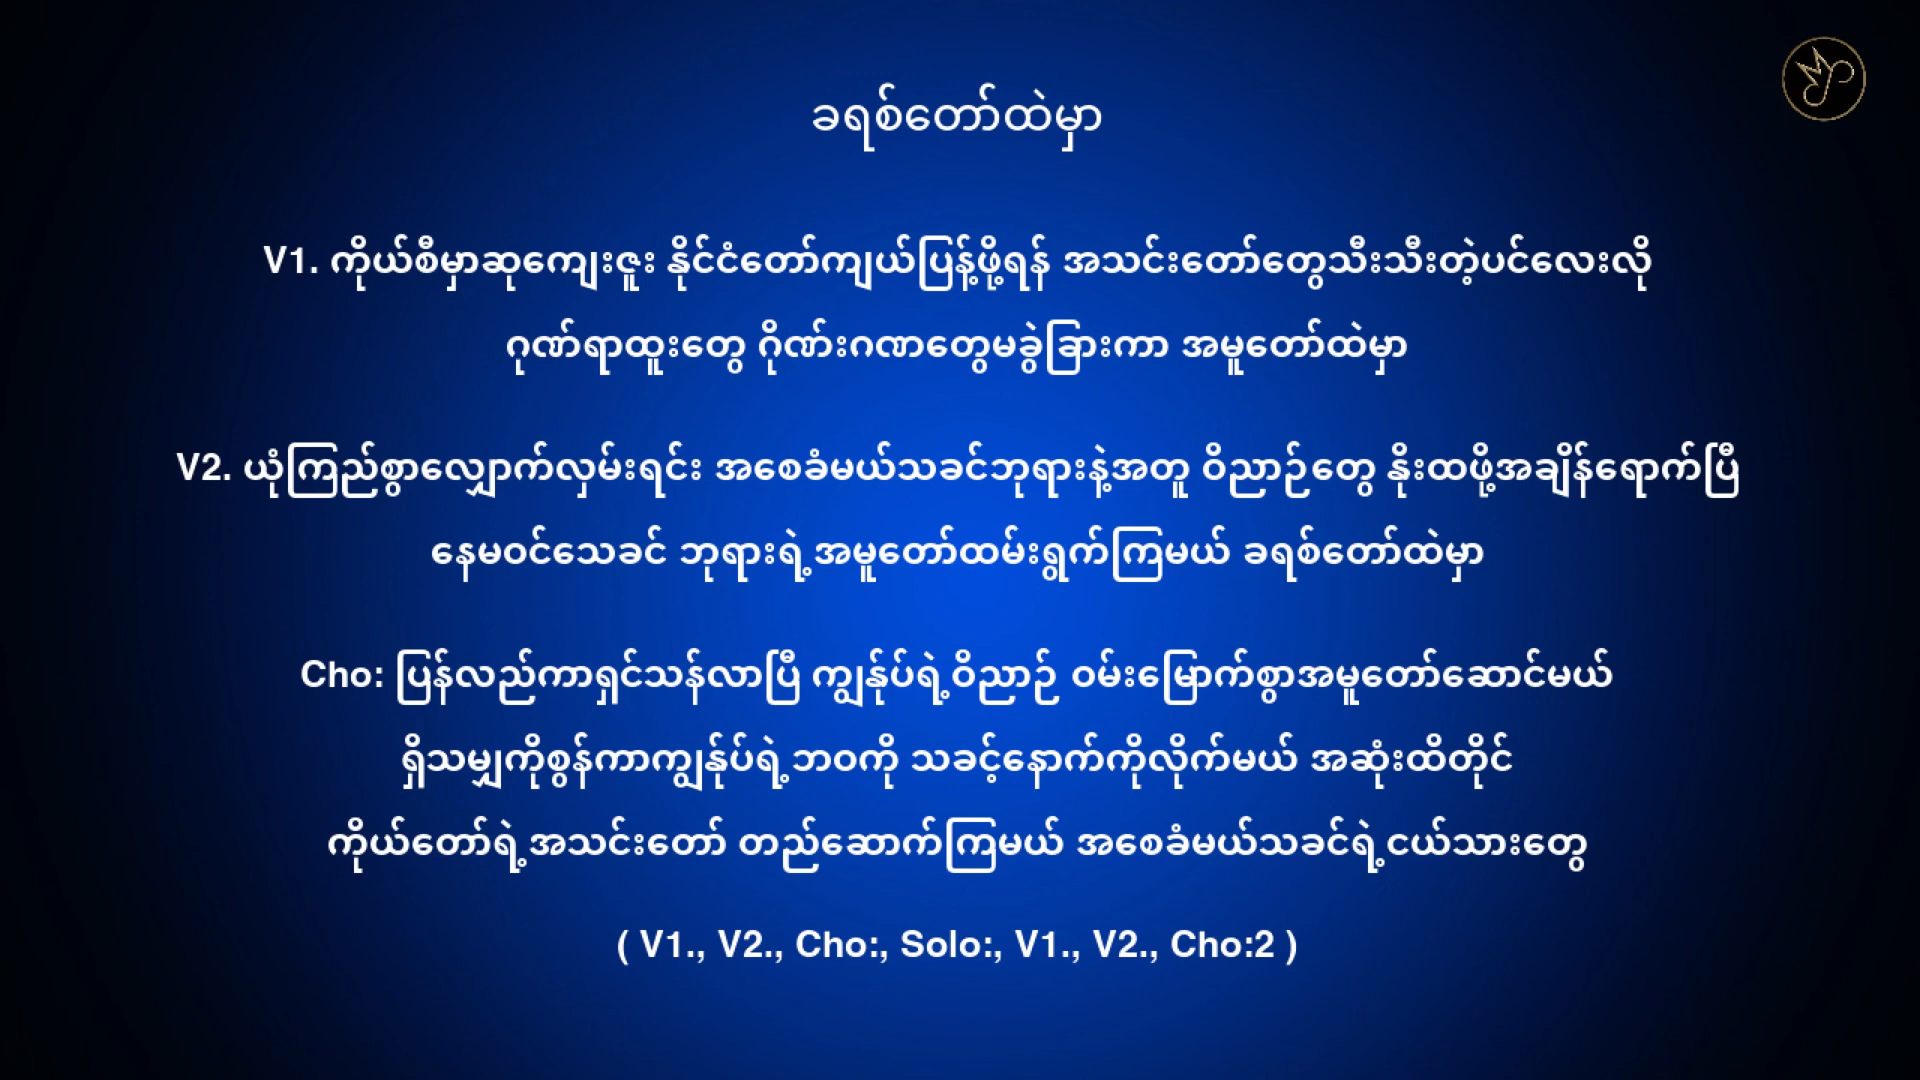 ခရစ်တော်ထဲမှာ
V1. ကိုယ်စီမှာဆုကျေးဇူး နိုင်ငံတော်ကျယ်ပြန့်ဖို့ရန် အသင်းတော်တွေသီးသီးတဲ့ပင်လေးလို
ဂုဏ်ရာထူးတွေ ဂိုဏ်းဂဏတွေမခွဲခြားကာ အမူတော်ထဲမှာ
V2. ယုံကြည်စွာလျှောက်လှမ်းရင်း အစေခံမယ်သခင်ဘုရားနဲ့အတူ ဝိညာဉ်တွေ နိုးထဖို့အချိန်ရောက်ပြီ
နေမဝင်သေခင် ဘုရားရဲ့အမူတော်ထမ်းရွက်ကြမယ် ခရစ်တော်ထဲမှာ
Cho: ပြန်လည်ကာရှင်သန်လာပြီ ကျွန်ုပ်ရဲ့ဝိညာဉ် ဝမ်းမြောက်စွာအမူတော်ဆောင်မယ်
ရှိသမျှကိုစွန်ကာကျွန်ုပ်ရဲ့ဘဝကို သခင့်နောက်ကိုလိုက်မယ် အဆုံးထိတိုင်
ကိုယ်တော်ရဲ့အသင်းတော် တည်ဆောက်ကြမယ် အစေခံမယ်သခင်ရဲ့ငယ်သားတွေ
( V1., V2., Cho:, Solo:, V1., V2., Cho:2 )